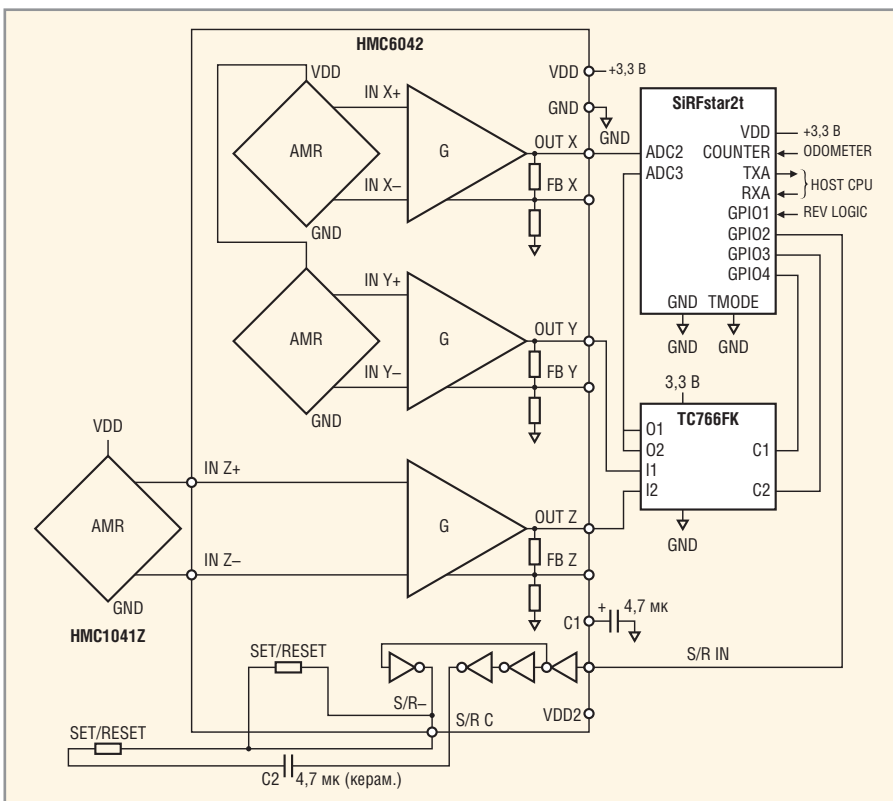 HMC6042
VDD
IN X+
AMR
G
OUT X
IN X–
FB X
GND
VDD
+3,3 В
GND
GND
SiRFstar2t
VDD
+3,3 В
ADC2
COUNTER
ODOMETER
ADC3
TXA
HOST CPU
RXA
GPIO1
REV LOGIC
GPIO2
GPIO3
GPIO4
GND
TMODE
GND
GND
IN Y+
AMR
G
OUT Y
IN Y–
FB Y
GND
3,3 В
TC766FK
O1
O2
C1
I1
I2
C2
GND
VDD
IN Z+
AMR
G
OUT Z
IN Z–
FB Z
GND
HMC1041Z
C1
+
4,7 мк
SET/RESET
S/R IN
S/R–
S/R C
VDD2
SET/RESET
C2
4,7 мк (керам.)